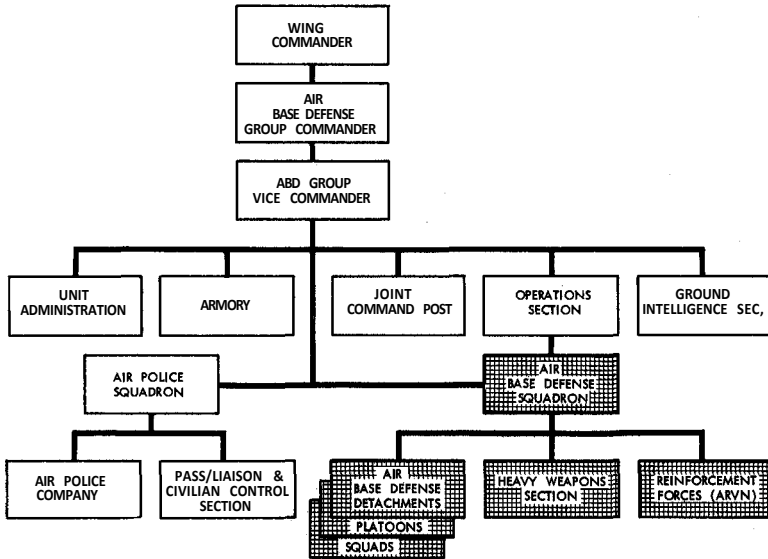 WING
COMMANDER
AIR
BASE DEFENSE
GROUP COMMANDER
ABD GROUP
VICE COMMANDER
UNIT
ADMINISTRATION
ARMORY
JOINT
COMMAND POST
OPERATIONS
SECTION
GROUND
INTELLIGENCE SEC,
AIR POLICE
SQUADRON
AIR
BASE DEFENSE
SQUADRON
AIR POLICE
COMPANY
PASS/LIAISON &
CIVILIAN CONTROL
SECTION
AIR
BASE DEFENSE
DETACHMENTS
PLATOONS
SQUADS
HEAVY WEAPONS
SECTION
REINFORCEMENT
FORCES (ARVN)